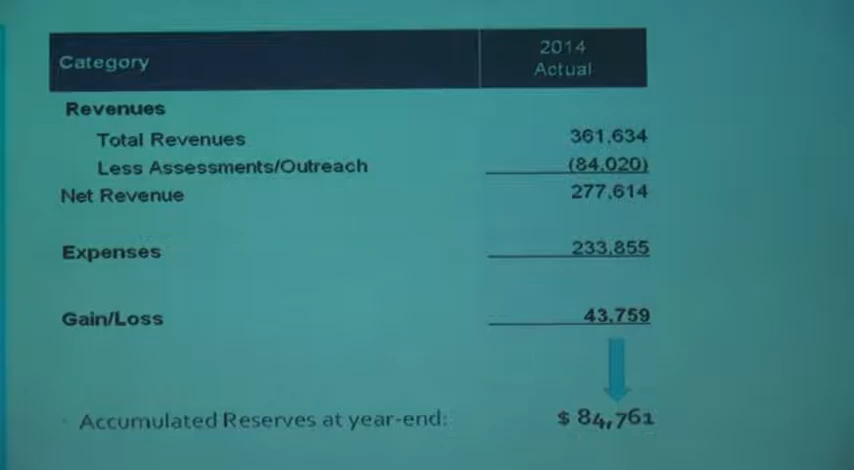 Category 2014 Actual
Revenues
Total Revenues 361,634
Less Assessments/Outreach (84,020)
Net Revenue 277,614
Expenses 233,855
Gain/Loss 43,759
Accumulated Reserves at year-end: $ 84,761